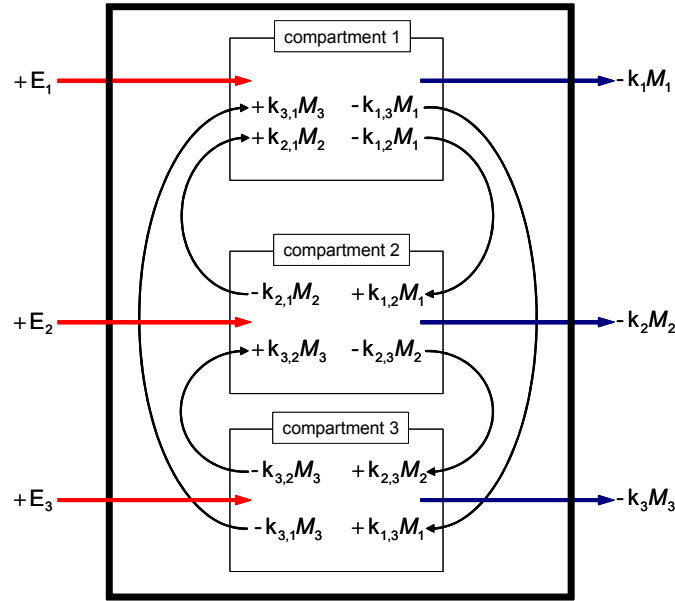 compartment 1
+E₁
-k₁M₁
+k₃,₁M₃ -k₁,₃M₁
+k₂,₁M₂ -k₁,₂M₁
compartment 2
-k₂,₁M₂ +k₁,₂M₁
+E₂
-k₂M₂
+k₃,₂M₃ -k₂,₃M₂
compartment 3
-k₃,₂M₃ +k₂,₃M₂
+E₃
-k₃M₃
-k₃,₁M₃ +k₁,₃M₁